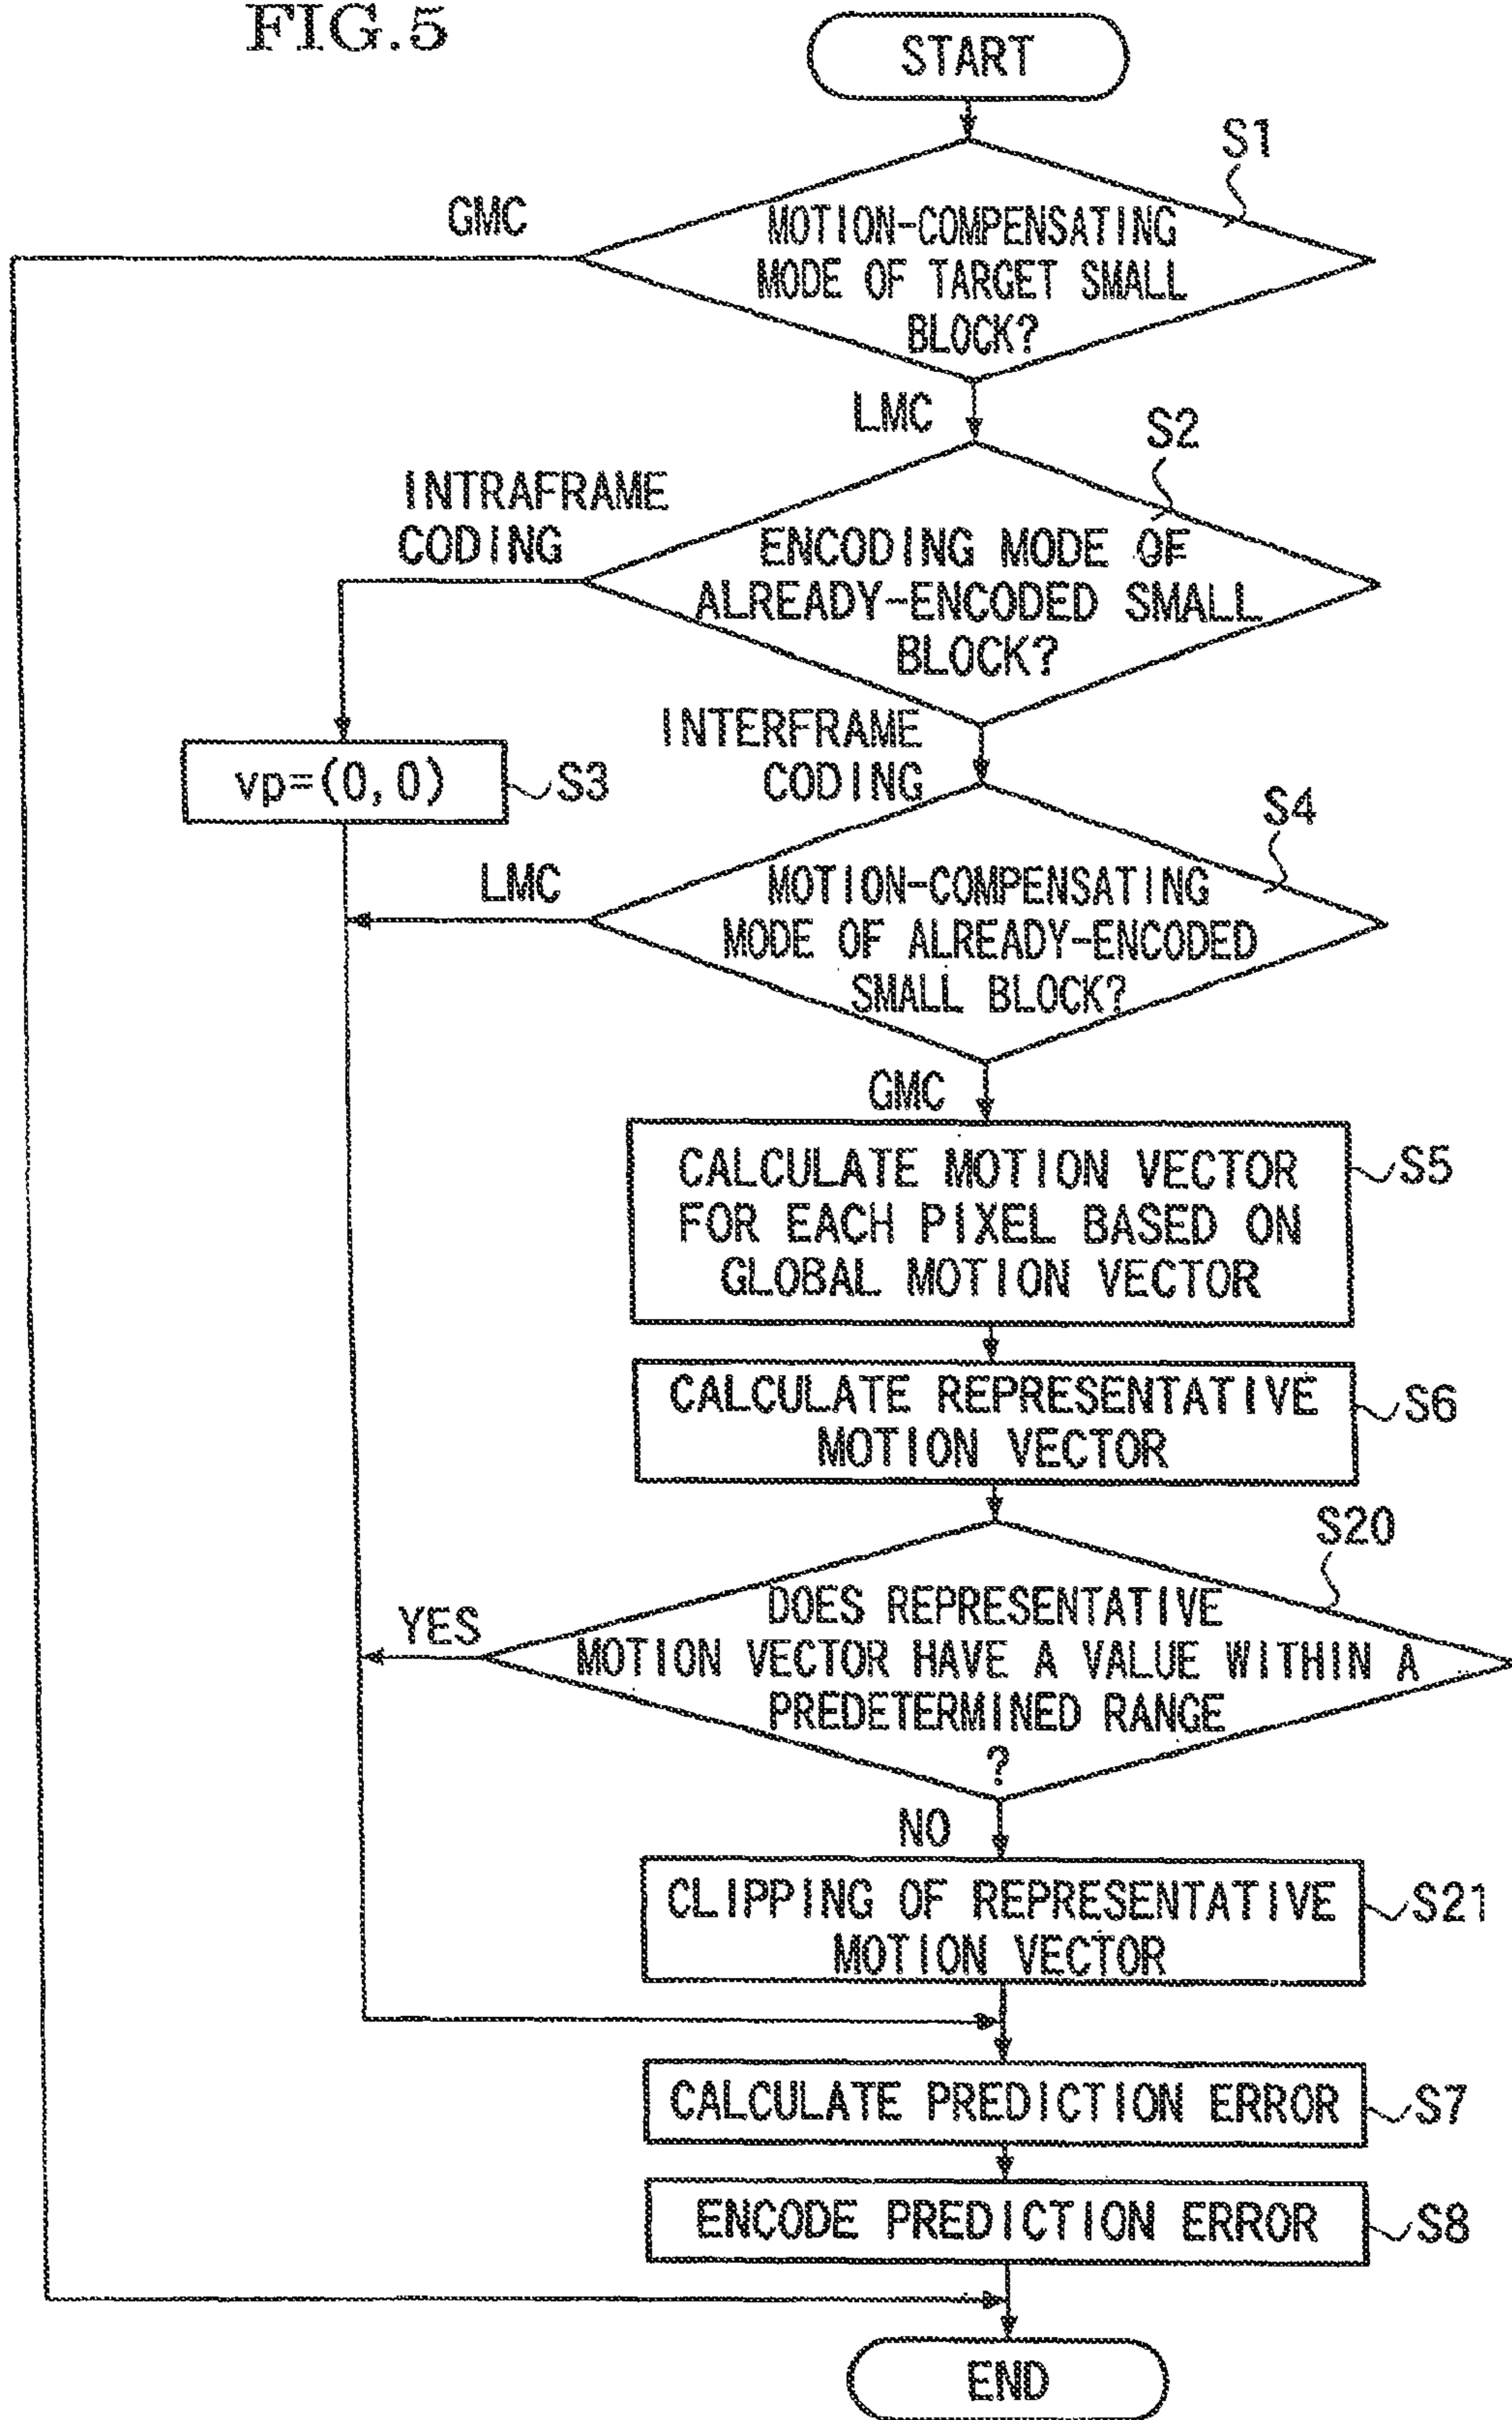 FIG.5
START
S1
GMC
MOTION-COMPENSATING
MODE OF TARGET SMALL
BLOCK?
LMC
S2
INTRAFRAME
CODING
ENCODING MODE OF
ALREADY-ENCODED SMALL
BLOCK?
INTERFRAME
CODING
vp=(0,0)
S3
S4
LMC
MOTION-COMPENSATING
MODE OF ALREADY-ENCODED
SMALL BLOCK?
GMC
CALCULATE MOTION VECTOR
FOR EACH PIXEL BASED ON
GLOBAL MOTION VECTOR
S5
CALCULATE REPRESENTATIVE
MOTION VECTOR
S6
S20
YES
DOES REPRESENTATIVE
MOTION VECTOR HAVE A VALUE WITHIN A
PREDETERMINED RANGE
?
NO
CLIPPING OF REPRESENTATIVE
MOTION VECTOR
S21
CALCULATE PREDICTION ERROR
S7
ENCODE PREDICTION ERROR
S8
END